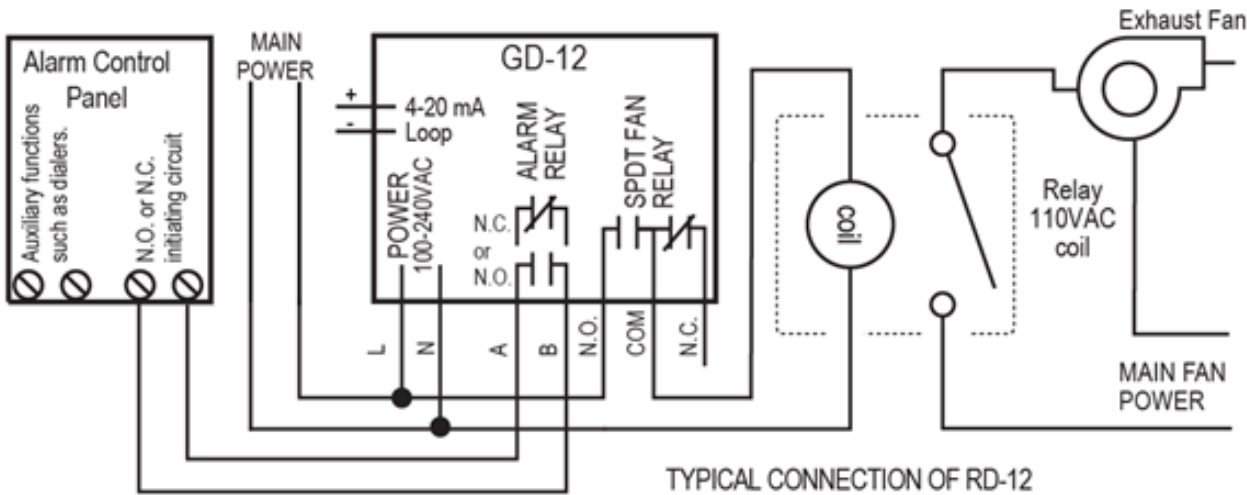 Exhaust Fan
Alarm Control
Panel
Auxiliary functions
such as dialers.
N.O. or N.C.
initiating circuit
MAIN
POWER
GD-12
+
-
4-20 mA
Loop
POWER
100-240VAC
ALARM
RELAY
N.C.
or
N.O.
SPDT FAN
RELAY
L
N
A
B
N.O.
COM
N.C.
coil
Relay
110VAC
coil
MAIN FAN
POWER
TYPICAL CONNECTION OF RD-12